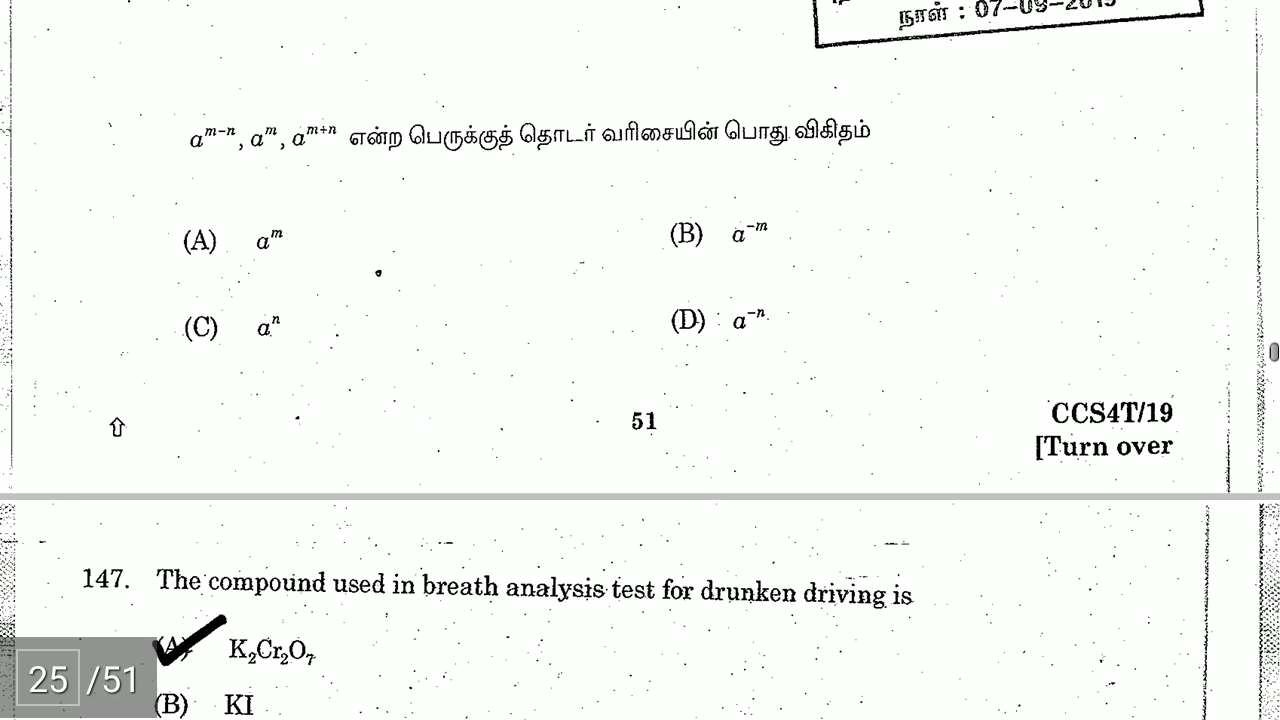 நாள் : 07-09-2019
a^{m-n}, a^m, a^{m+n} என்ற பெருக்குத் தொடர் வரிசையின் பொது விகிதம்
(A) a^m (B) a^{-m}
(C) a^n (D) a^{-n}
⇧ 51 CCS4T/19
[Turn over
147. The compound used in breath analysis test for drunken driving is
(A) K₂Cr₂O₇
25 /51
(B) KI